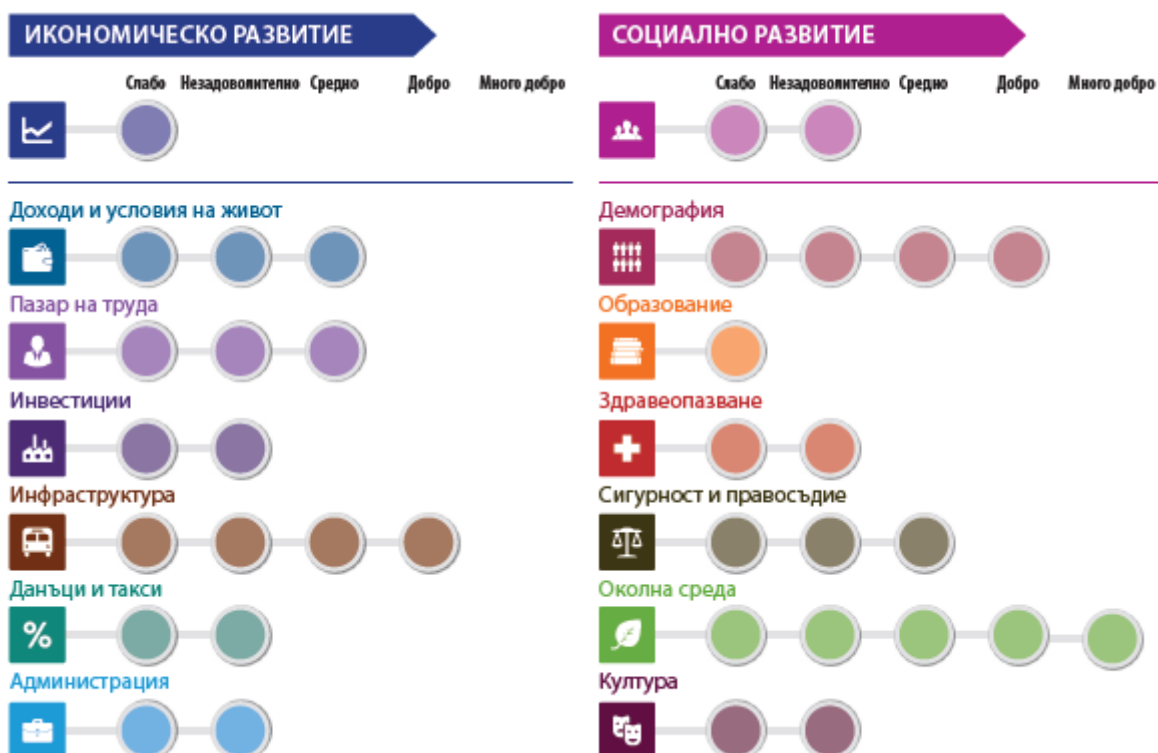 ИКОНОМИЧЕСКО РАЗВИТИЕ
Слабо Незадоволително Средно Добро Много добро
Доходи и условия на живот
Пазар на труда
Инвестиции
Инфраструктура
Данъци и такси
%
Администрация
СОЦИАЛНО РАЗВИТИЕ
Слабо Незадоволително Средно Добро Много добро
Демография
Образование
Здравеопазване
Сигурност и правосъдие
Околна среда
Култура